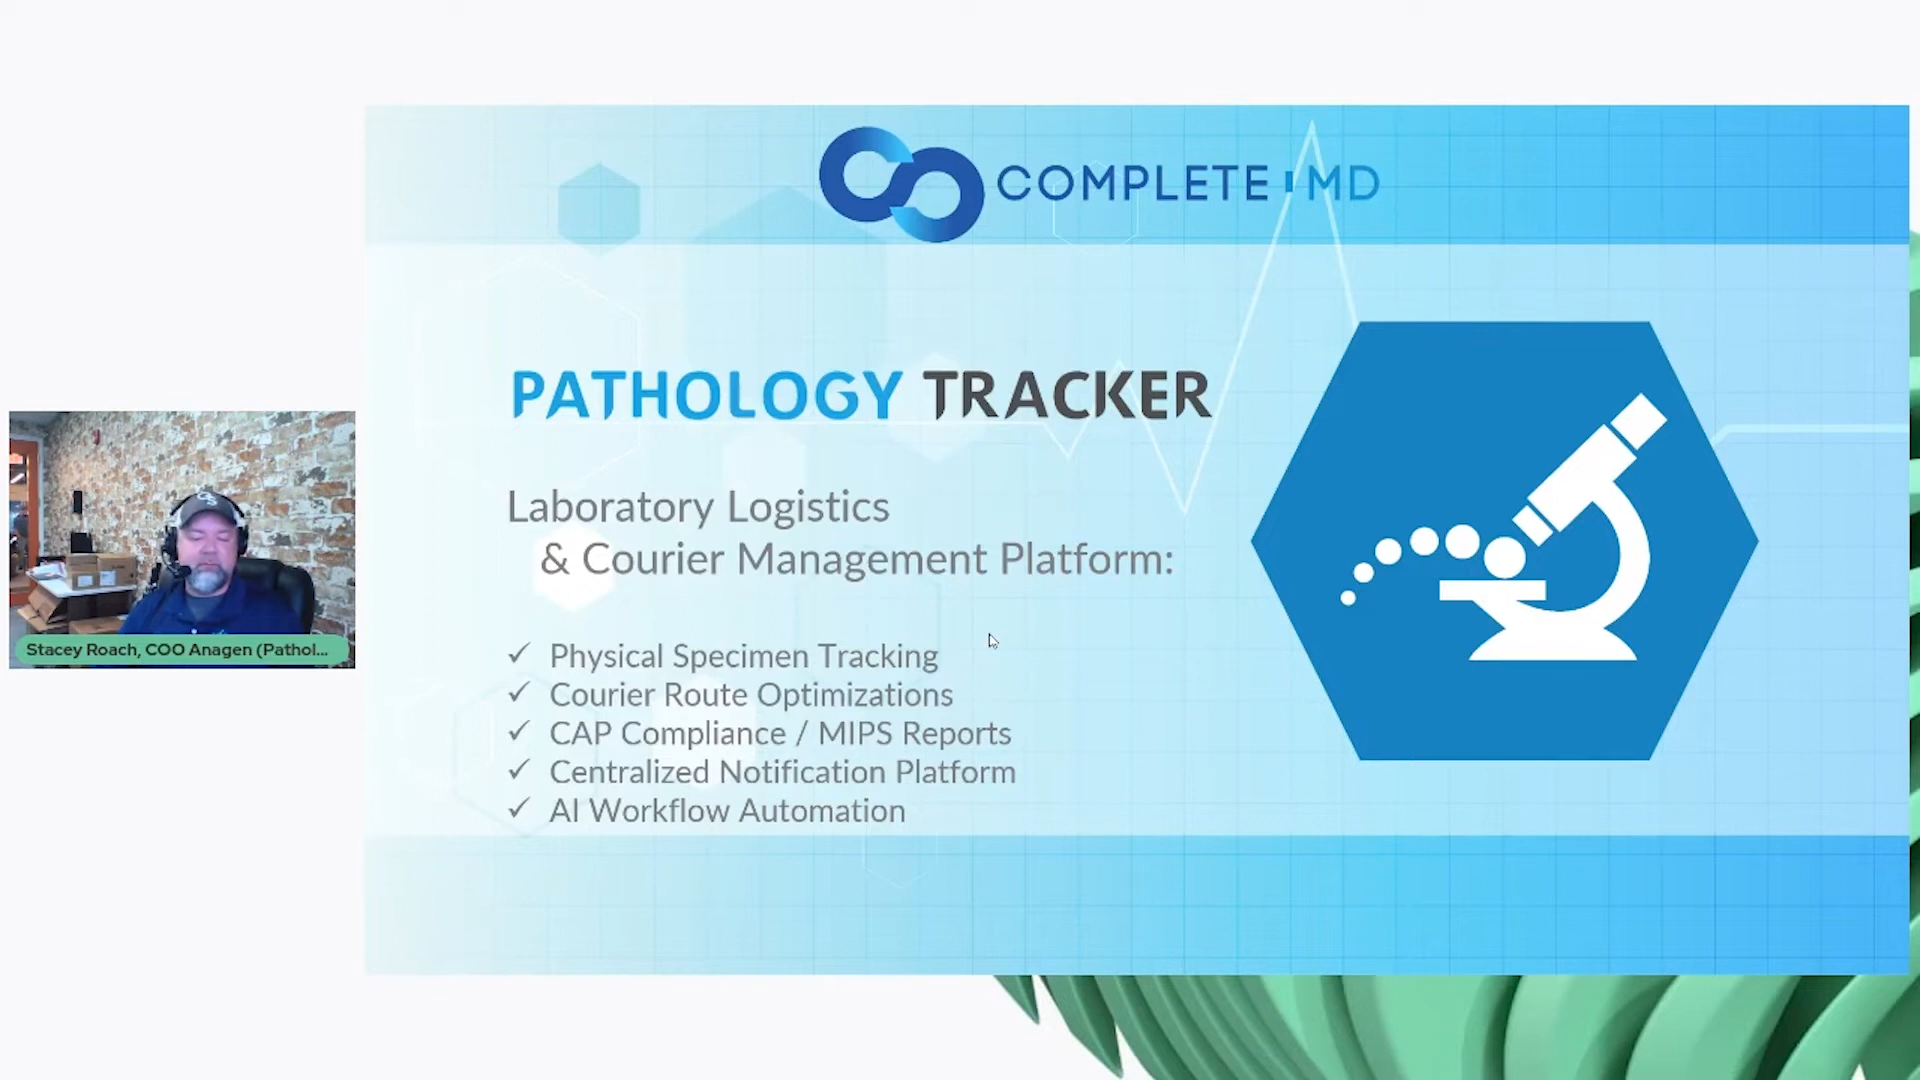 COMPLETE MD
PATHOLOGY TRACKER
Laboratory Logistics
& Courier Management Platform:
✓ Physical Specimen Tracking
✓ Courier Route Optimizations
✓ CAP Compliance / MIPS Reports
✓ Centralized Notification Platform
✓ AI Workflow Automation
Stacey Roach, COO Anagen (Pathol...